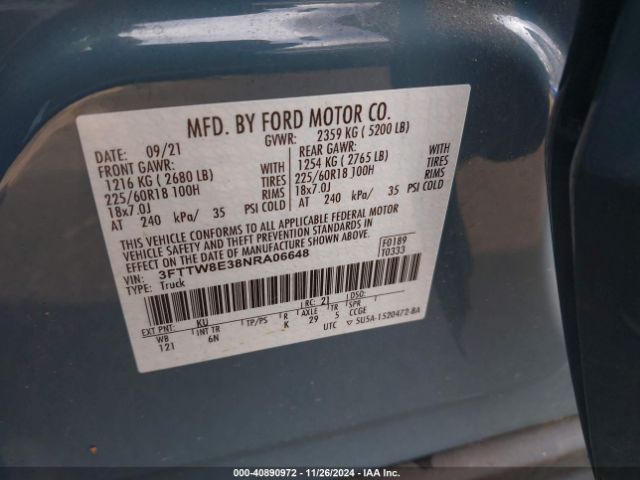 MFD. BY FORD MOTOR CO.
DATE: 09/21 GVWR: 2359 KG ( 5200 LB)
FRONT GAWR: REAR GAWR:
1216 KG ( 2680 LB) WITH 1254 KG ( 2765 LB) WITH
225/60R18 100H TIRES 225/60R18 100H TIRES
18x7.0J RIMS 18x7.0J RIMS
AT 240 kPa/ 35 PSI COLD AT 240 kPa/ 35 PSI COLD
THIS VEHICLE CONFORMS TO ALL APPLICABLE FEDERAL MOTOR
VEHICLE SAFETY AND THEFT PREVENTION STANDARDS IN
EFFECT ON THE DATE OF MANUFACTURE SHOWN ABOVE.
VIN: 3FTTW8E38NRA06648 F0189
TYPE: Truck T0333
EXT PNT: KU RC: 21 DSO:
WB INT TR TP/PS R AXLE TR SPR
121 6N K 29 5 CCGE
UTC 5U5A-1520472-BA
© - 40890972 - 11/26/2024 - IAA Inc.